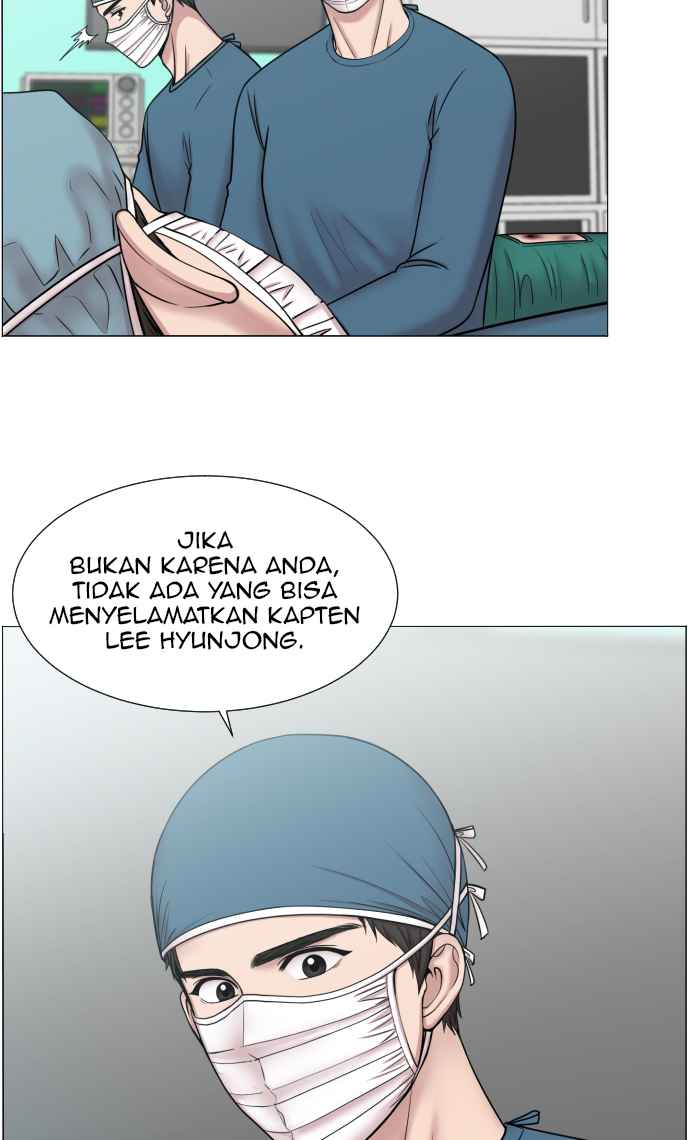 JIKA
BUKAN KARENA ANDA,
TIDAK ADA YANG BISA
MENYELAMATKAN KAPTEN
LEE HYUNJONG.